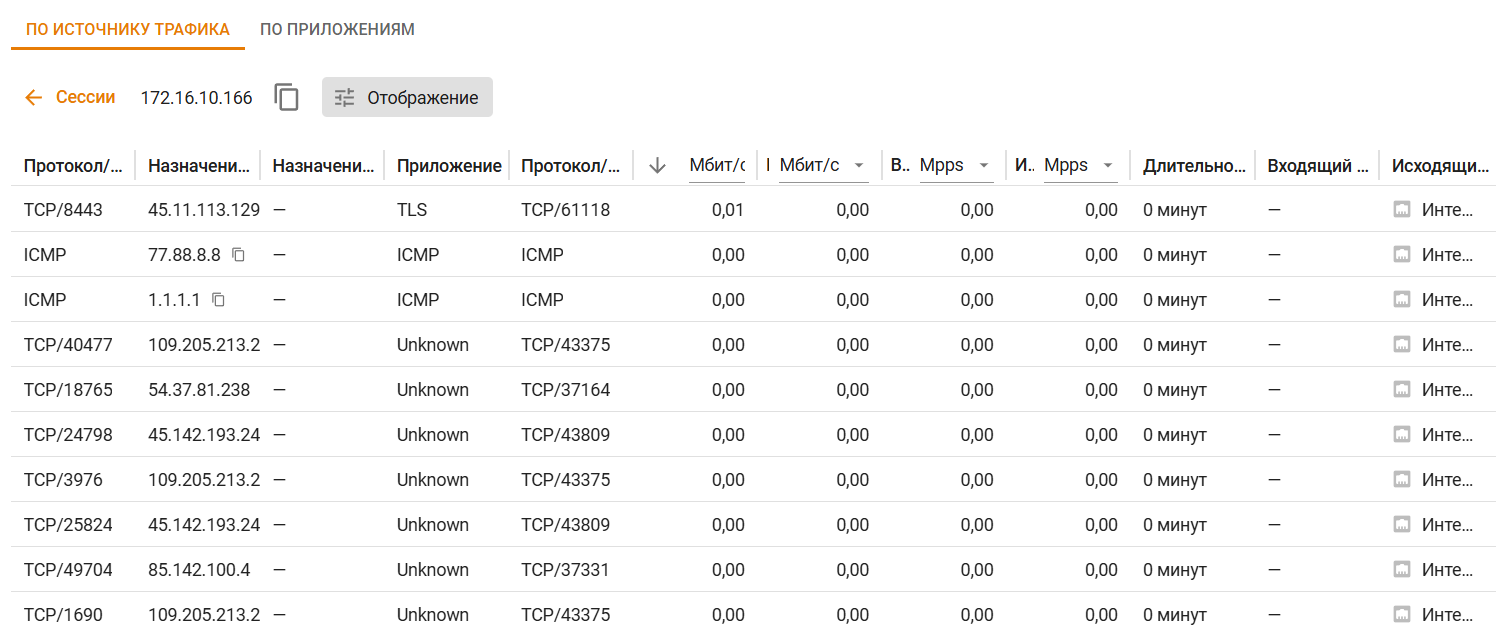 ПО ИСТОЧНИКУ ТРАФИКА ПО ПРИЛОЖЕНИЯМ
Сессии 172.16.10.166 Отображение
Протокол/... Назначени... Назначени... Приложение Протокол/... Мбит/с Мбит/с В.. Mpps И.. Mpps Длительно... Входящий ... Исходящи...
TCP/8443 45.11.113.129 — TLS TCP/61118 0,01 0,00 0,00 0,00 0 минут — Инте...
ICMP 77.88.8.8 — ICMP ICMP 0,00 0,00 0,00 0,00 0 минут — Инте...
ICMP 1.1.1.1 — ICMP ICMP 0,00 0,00 0,00 0,00 0 минут — Инте...
TCP/40477 109.205.213.2 — Unknown TCP/43375 0,00 0,00 0,00 0,00 0 минут — Инте...
TCP/18765 54.37.81.238 — Unknown TCP/37164 0,00 0,00 0,00 0,00 0 минут — Инте...
TCP/24798 45.142.193.24 — Unknown TCP/43809 0,00 0,00 0,00 0,00 0 минут — Инте...
TCP/3976 109.205.213.2 — Unknown TCP/43375 0,00 0,00 0,00 0,00 0 минут — Инте...
TCP/25824 45.142.193.24 — Unknown TCP/43809 0,00 0,00 0,00 0,00 0 минут — Инте...
TCP/49704 85.142.100.4 — Unknown TCP/37331 0,00 0,00 0,00 0,00 0 минут — Инте...
TCP/1690 109.205.213.2 — Unknown TCP/43375 0,00 0,00 0,00 0,00 0 минут — Инте...